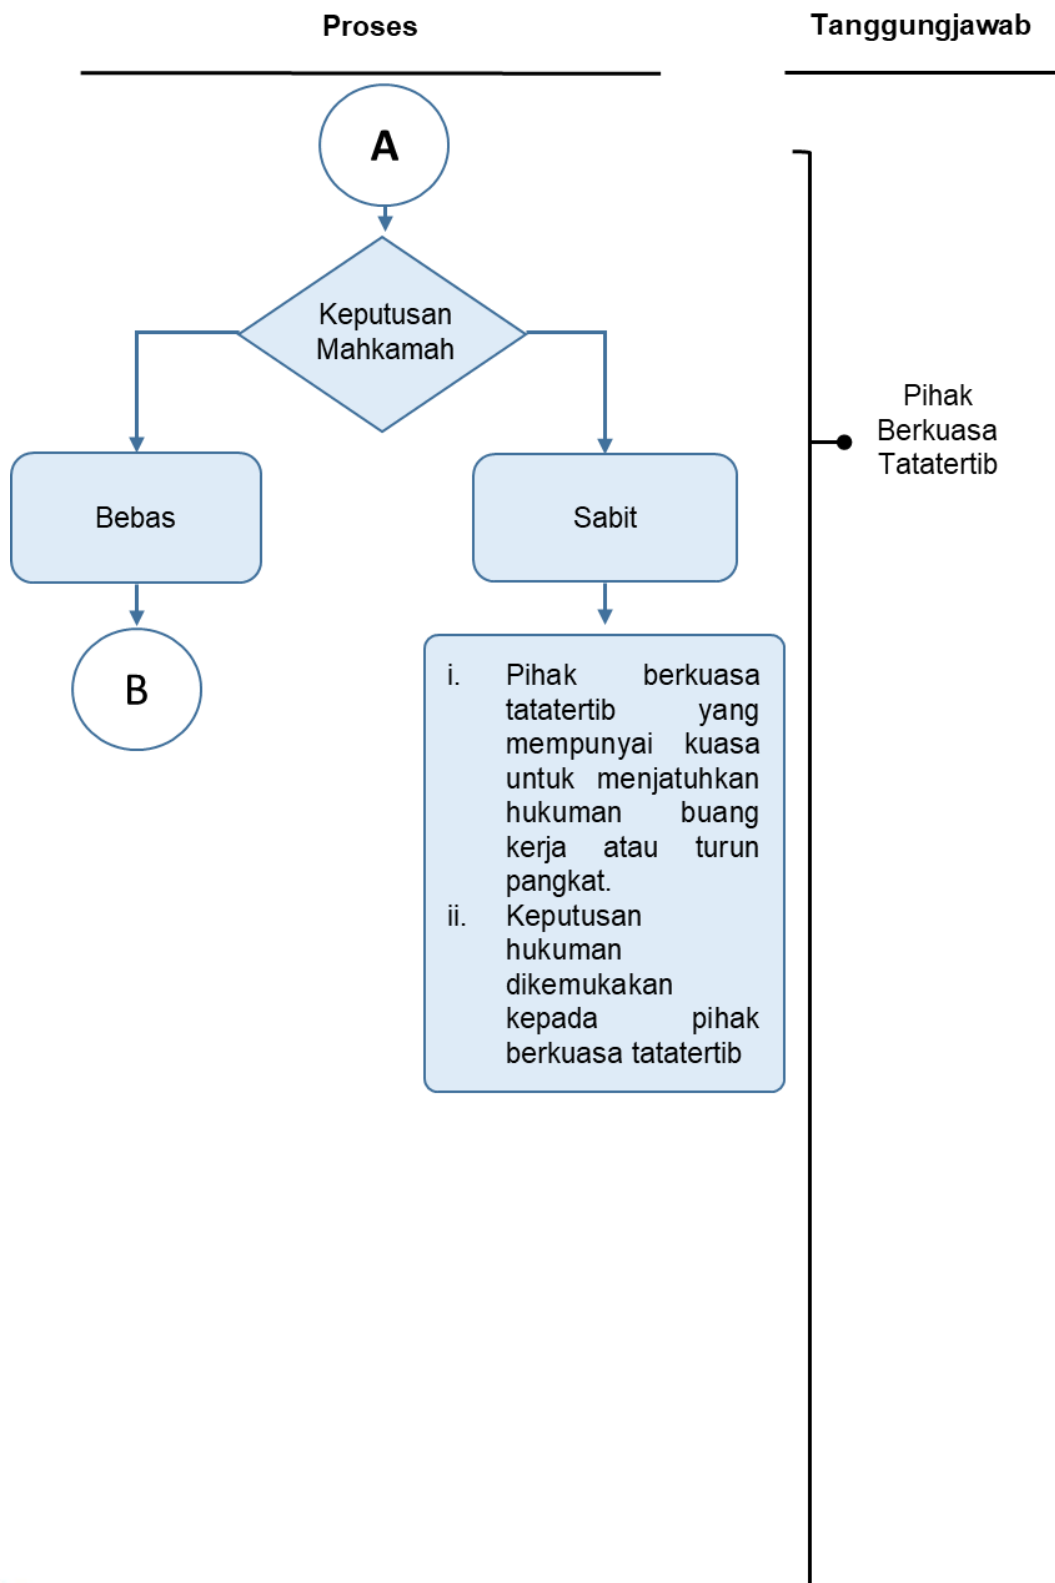 Proses
Tanggungjawab
A
Keputusan
Mahkamah
Pihak
Berkuasa
Tatatertib
Bebas
Sabit
B
i. Pihak berkuasa
tatatertib yang
mempunyai kuasa
untuk menjatuhkan
hukuman buang
kerja atau turun
pangkat.
ii. Keputusan
hukuman
dikemukakan
kepada pihak
berkuasa tatatertib